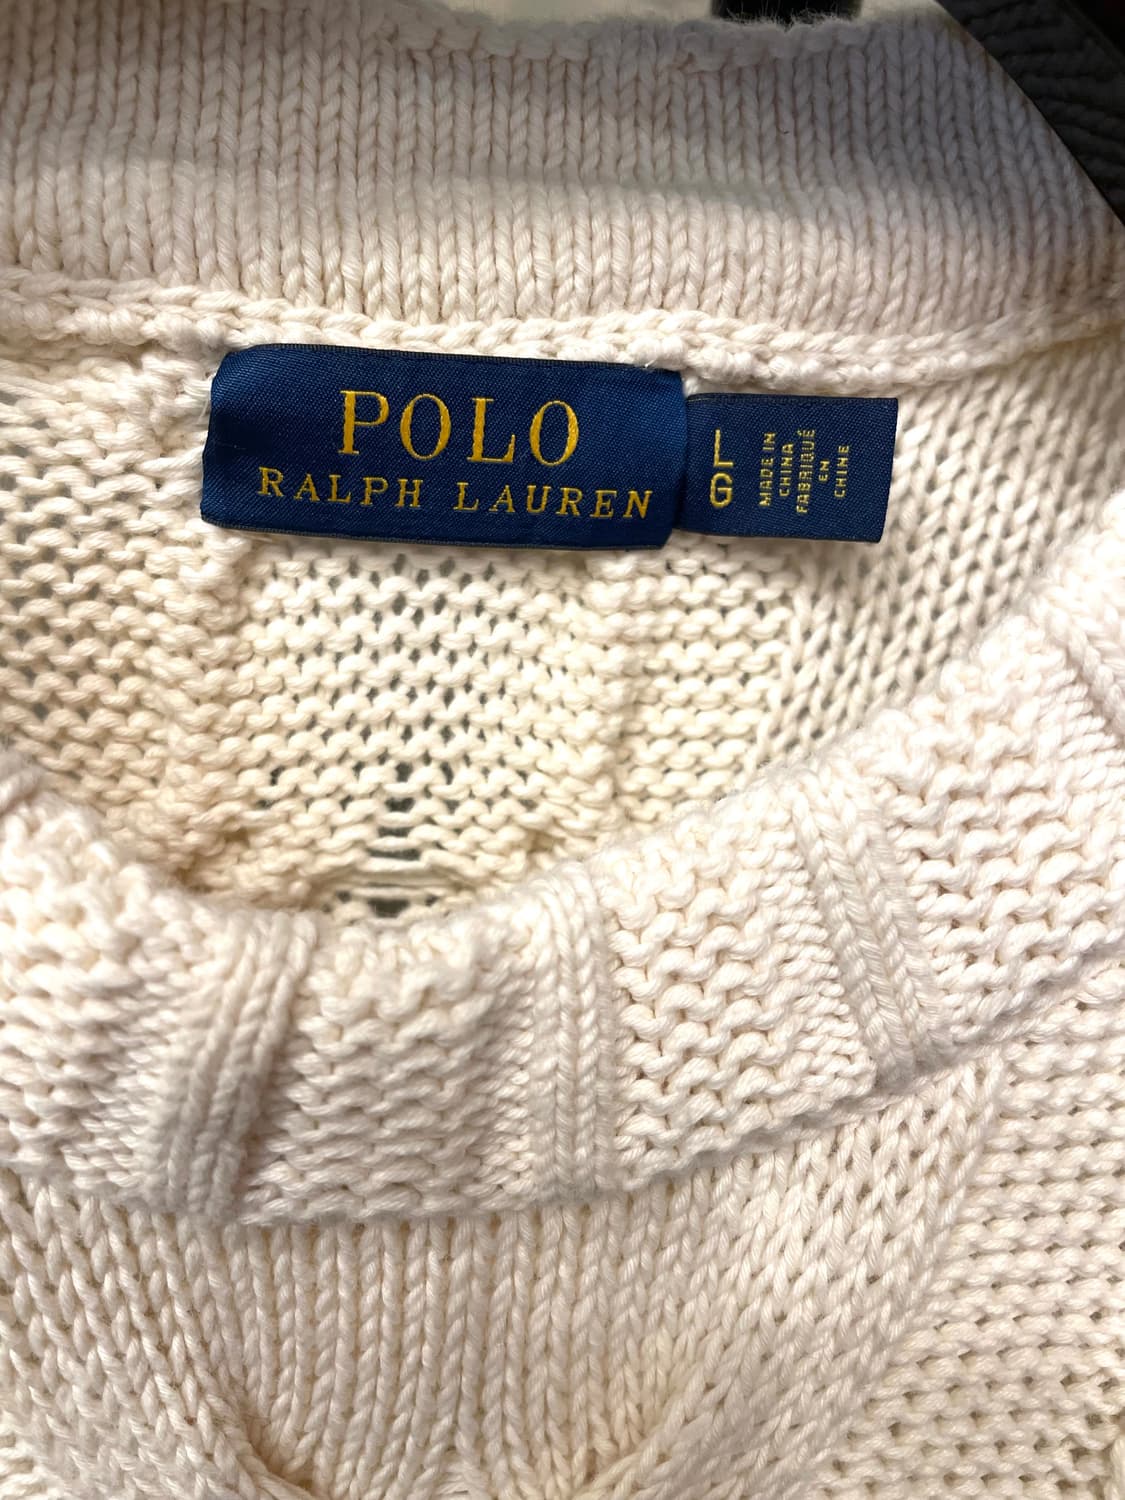 POLO
RALPH LAUREN
L
G
MADE IN
CHINA
FABRIQUÉ
EN
CHINE